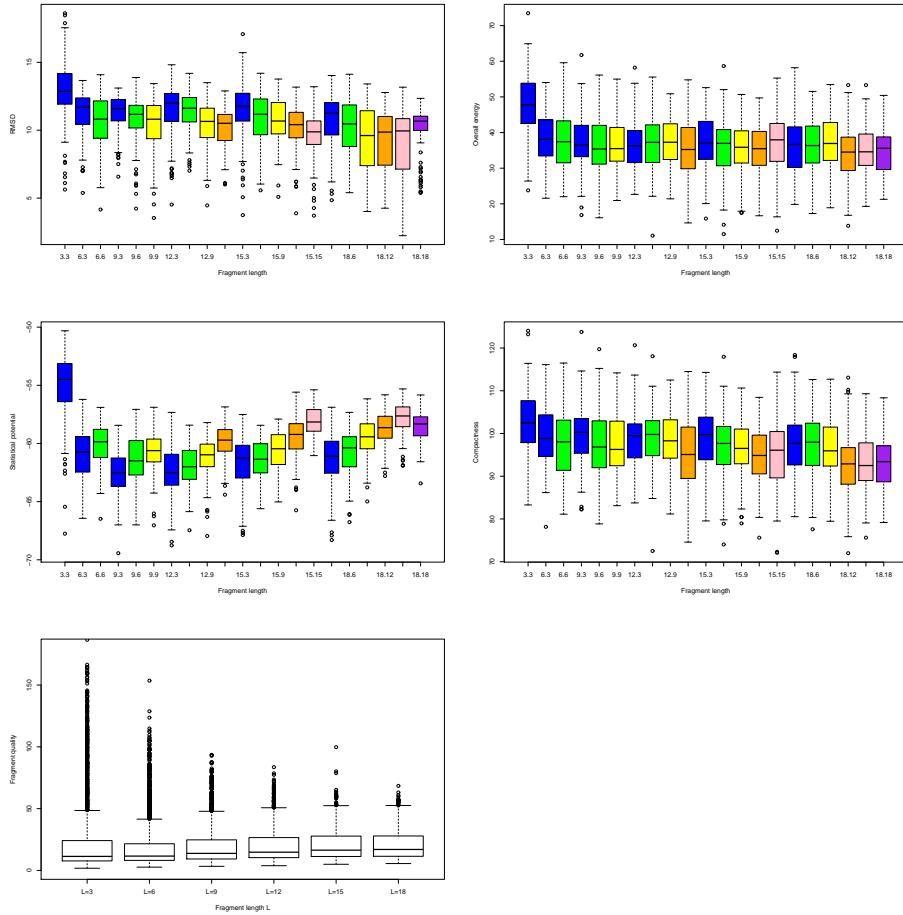 RMSD
15
10
5
3.3 6.3 6.6 9.3 9.6 9.9 12.3 12.9 15.3 15.9 15.15 18.6 18.12 18.18
Fragment length
Overall energy
70
60
50
40
30
20
10
3.3 6.3 6.6 9.3 9.6 9.9 12.3 12.9 15.3 15.9 15.15 18.6 18.12 18.18
Fragment length
Statistical potential
-50
-55
-60
-65
-70
3.3 6.3 6.6 9.3 9.6 9.9 12.3 12.9 15.3 15.9 15.15 18.6 18.12 18.18
Fragment length
Compactness
120
110
100
90
80
70
3.3 6.3 6.6 9.3 9.6 9.9 12.3 12.9 15.3 15.9 15.15 18.6 18.12 18.18
Fragment length
Fragment quality
150
100
50
0
L=3 L=6 L=9 L=12 L=15 L=18
Fragment length L